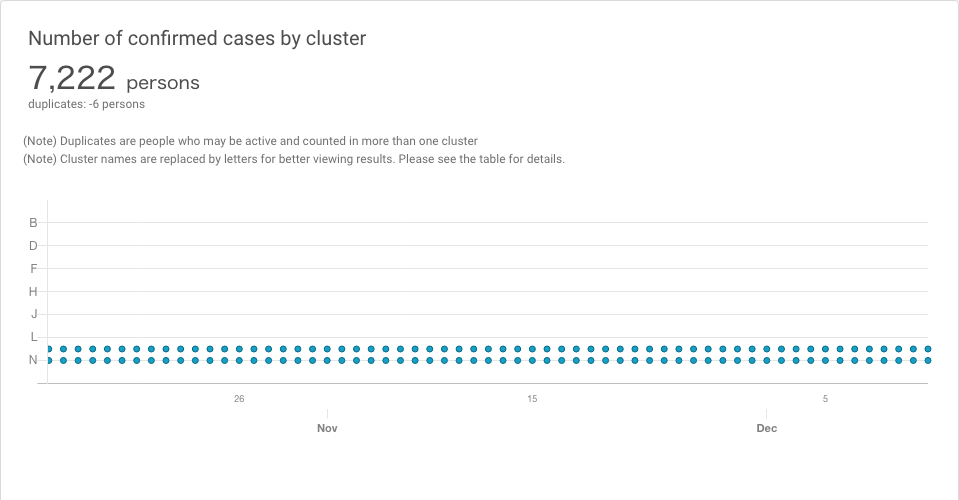 Number of confirmed cases by cluster
7,222 persons
duplicates: -6 persons
(Note) Duplicates are people who may be active and counted in more than one cluster
(Note) Cluster names are replaced by letters for better viewing results. Please see the table for details.
B
D
F
H
J
L
N
26 15 5
Nov Dec